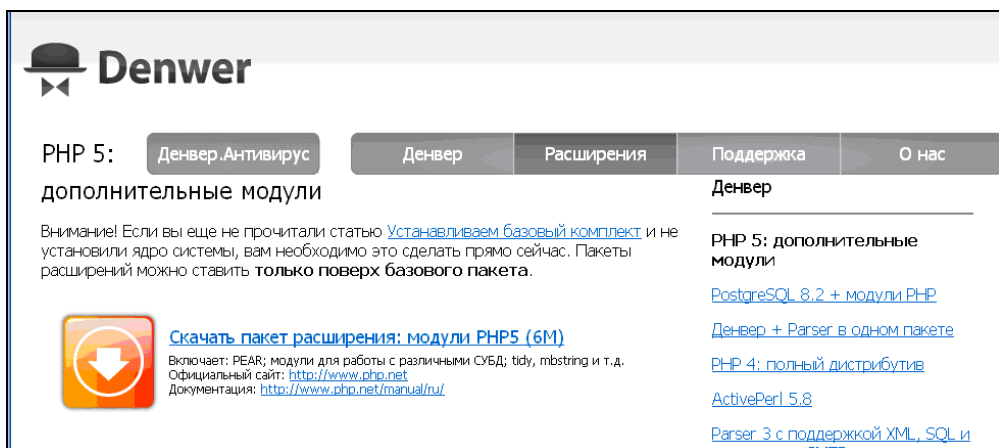 Denwer
PHP 5:
Денвер.Антивирус
Денвер
Расширения
Поддержка
О нас
дополнительные модули
Внимание! Если вы еще не прочитали статью Устанавливаем базовый комплект и не
установили ядро системы, вам необходимо это сделать прямо сейчас. Пакеты
расширений можно ставить только поверх базового пакета.
Скачать пакет расширения: модули PHP5 (6M)
Включает: PEAR; модули для работы с различными СУБД; tidy, mbstring и т.д.
Официальный сайт: http://www.php.net
Документация: http://www.php.net/manual/ru/
Денвер
PHP 5: дополнительные
модули
PostgreSQL 8.2 + модули PHP
Денвер + Parser в одном пакете
PHP 4: полный дистрибутив
ActivePerl 5.8
Parser 3 с поддержкой XML, SQL и